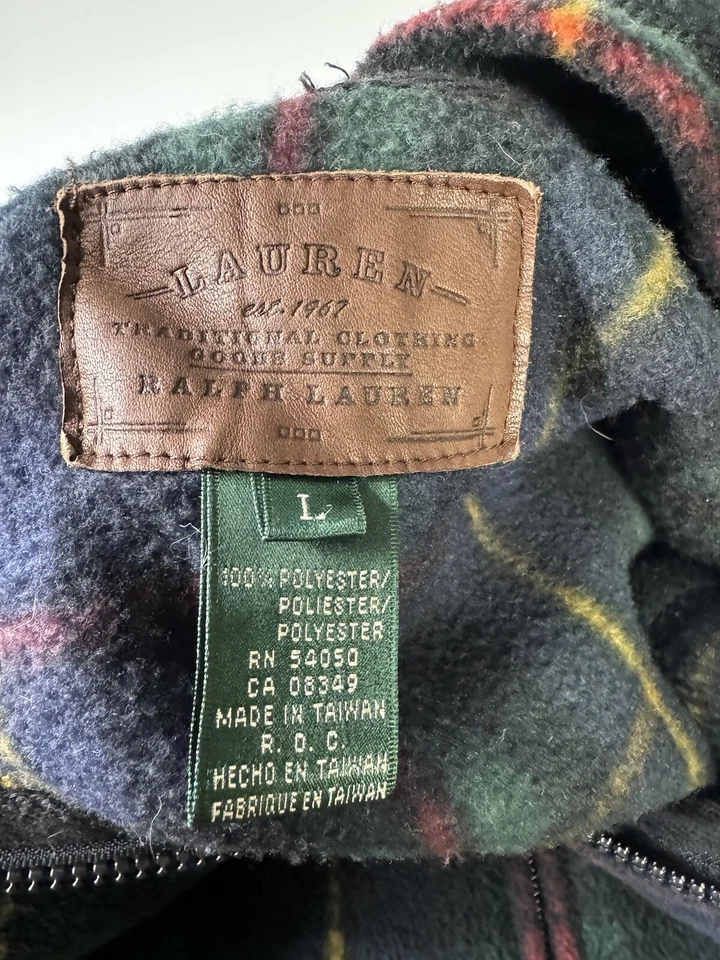 LAUREN
est. 1967
TRADITIONAL CLOTHING
GOODS SUPPLY
RALPH LAUREN
L
100% POLYESTER/
POLIESTER/
POLYESTER
RN 54050
CA 08349
MADE IN TAIWAN
R. O. C.
HECHO EN TAIWAN
FABRIQUE EN TAIWAN